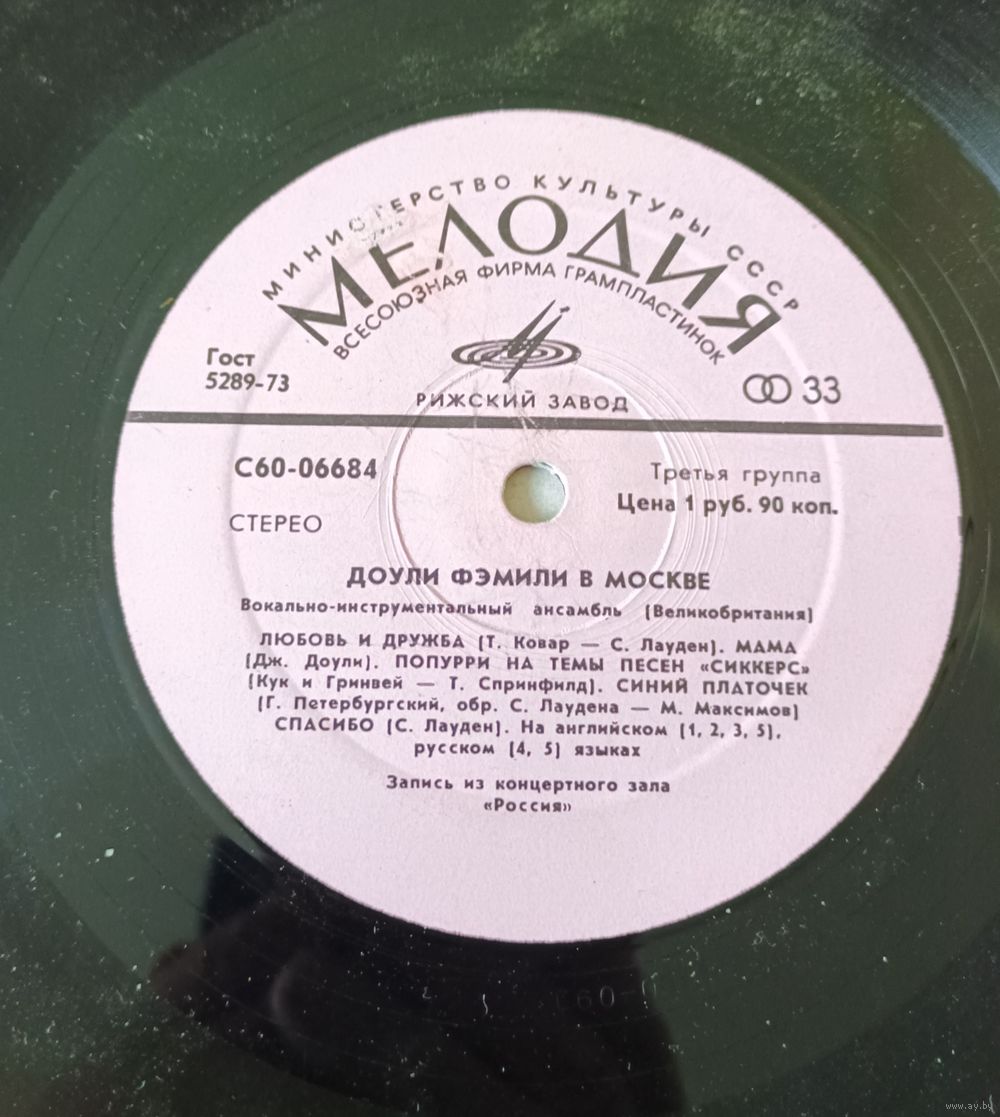 МИНИСТЕРСТВО КУЛЬТУРЫ СССР
МЕЛОДИЯ
ВСЕСОЮЗНАЯ ФИРМА ГРАМПЛАСТИНОК
Гост
5289-73
33
РИЖСКИЙ ЗАВОД
С60-06684
Третья группа
Цена 1 руб. 90 коп.
СТЕРЕО
ДОУЛИ ФЭМИЛИ В МОСКВЕ
Вокально-инструментальный ансамбль (Великобритания)
ЛЮБОВЬ И ДРУЖБА (Т. Ковар — С. Лауден). МАМА
(Дж. Доули). ПОПУРРИ НА ТЕМЫ ПЕСЕН «СИККЕРС»
(Кук и Гринвей — Т. Спринфилд). СИНИЙ ПЛАТОЧЕК
(Г. Петербургский, обр. С. Лаудена — М. Максимов)
СПАСИБО (С. Лауден). На английском (1, 2, 3, 5),
русском (4, 5) языках
Запись из концертного зала
«Россия»
www.ay.by